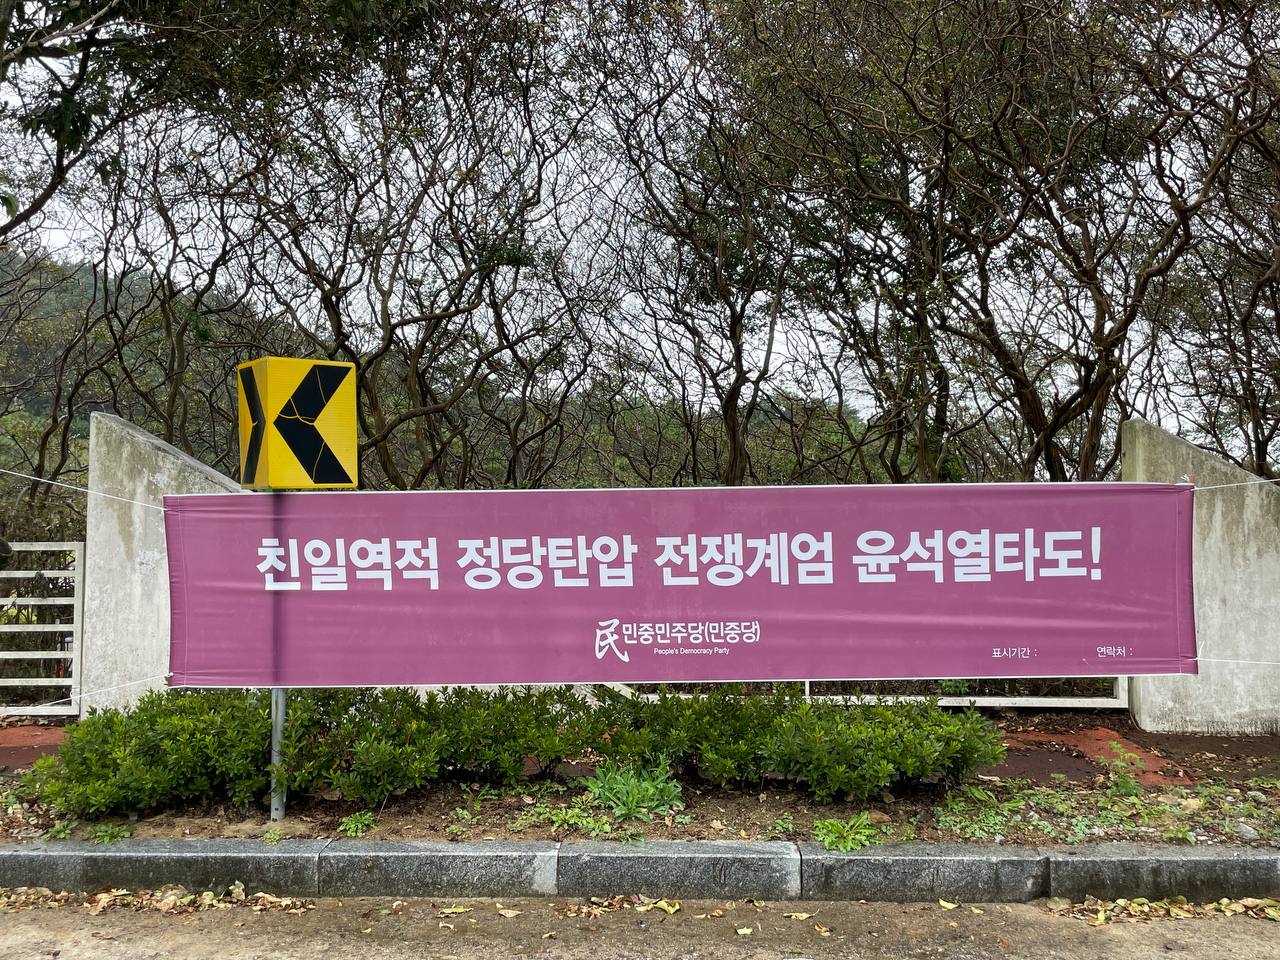 친일역적 정당탄압 전쟁계엄 윤석열타도!
民 민중민주당(민중당)
People's Democracy Party
표시기간 : 연락처 :